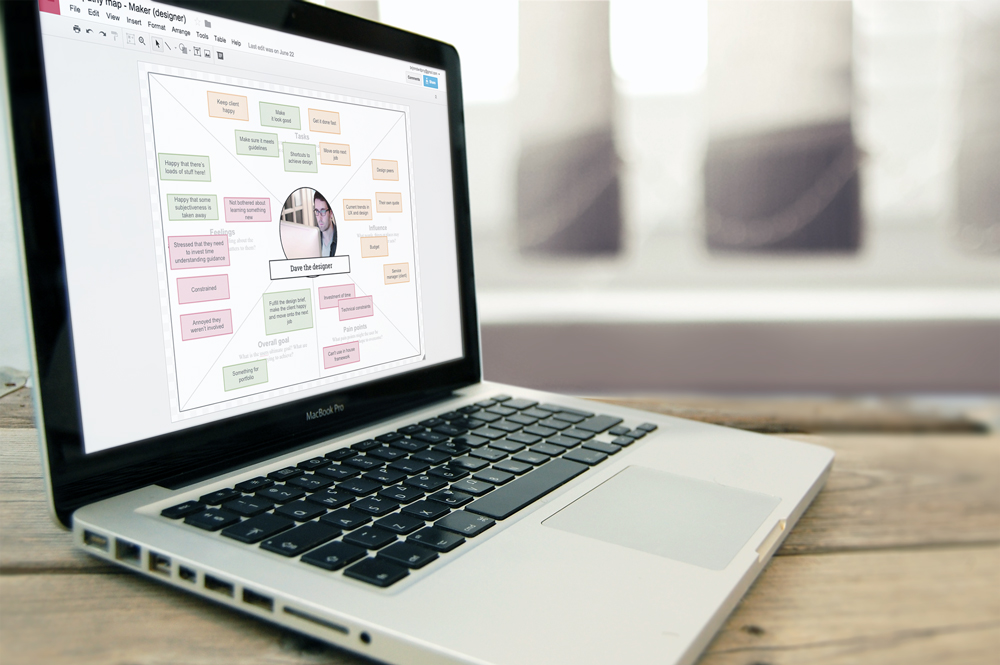 map - Maker (designer)
File Edit View Insert Format Arrange Tools Table Help Last edit was on June 22
Comments
Keep client
happy
Make
it look good
Get it done fast
Tasks
Make sure it meets
guidelines
Shortcuts to
achieve design
Move onto next
job
Happy that there's
loads of stuff here!
Design peers
Happy that some
subjectiveness is
taken away
Not bothered about
learning something
new
Current trends in
UX and design
Their own goals
Feelings
Influence
Stressed that they need
to invest time
understanding guidance
Budget
Dave the designer
Service
manager (client)
Constrained
Fulfil the design brief,
make the client happy
and move onto the next
job
Investment of time
Technical constraints
Annoyed they
weren't involved
Overall goal
Pain points
Can't use in house
framework
Something for
portfolio
MacBook Pro